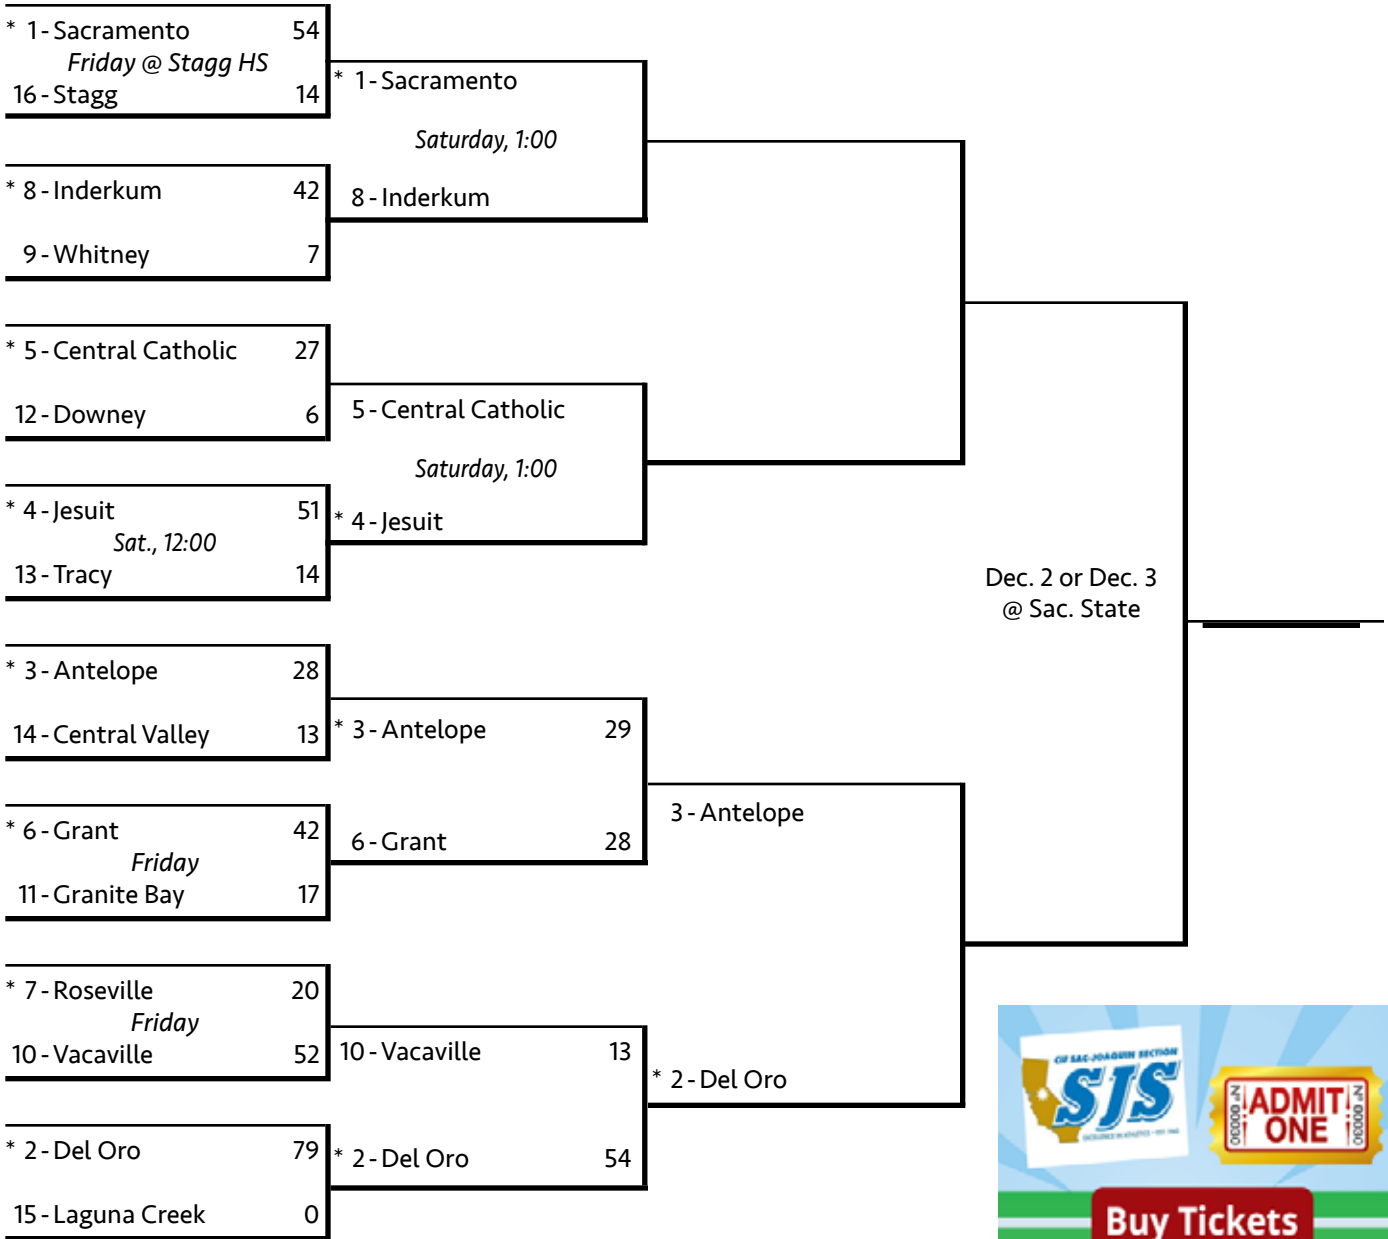 * 1 - Sacramento 54
Friday @ Stagg HS
16 - Stagg 14
* 8 - Inderkum 42
9 - Whitney 7
* 5 - Central Catholic 27
12 - Downey 6
* 4 - Jesuit 51
Sat., 12:00
13 - Tracy 14
* 3 - Antelope 28
14 - Central Valley 13
* 6 - Grant 42
Friday
11 - Granite Bay 17
* 7 - Roseville 20
Friday
10 - Vacaville 52
* 2 - Del Oro 79
15 - Laguna Creek 0
* 1 - Sacramento
Saturday, 1:00
8 - Inderkum
5 - Central Catholic
Saturday, 1:00
* 4 - Jesuit
* 3 - Antelope 29
6 - Grant 28
10 - Vacaville 13
* 2 - Del Oro 54
3 - Antelope
* 2 - Del Oro
Dec. 2 or Dec. 3
@ Sac. State
CIF SAC-JOAQUIN SECTION
SJS
ADMIT
ONE
Buy Tickets